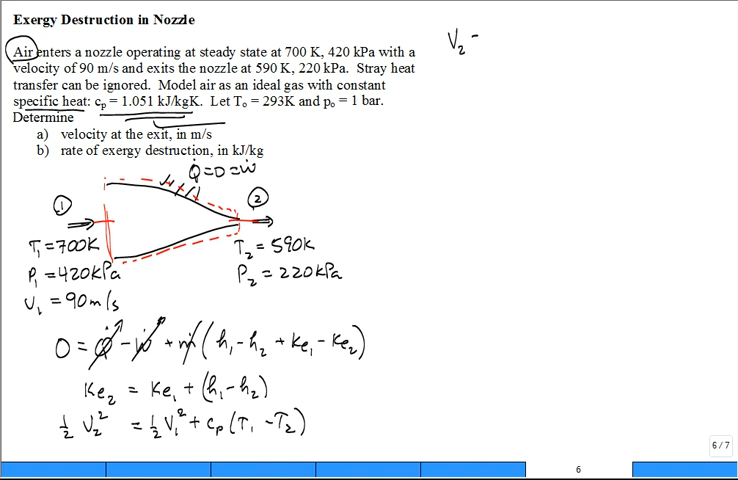 Exergy Destruction in Nozzle
V₂ =
Air enters a nozzle operating at steady state at 700 K, 420 kPa with a
velocity of 90 m/s and exits the nozzle at 590 K, 220 kPa. Stray heat
transfer can be ignored. Model air as an ideal gas with constant
specific heat: cₚ = 1.051 kJ/kgK. Let Tₒ = 293K and pₒ = 1 bar.
Determine
a) velocity at the exit, in m/s
b) rate of exergy destruction, in kJ/kg
Q̇=0=Ẇ
1
2
T₁=700K
P₁=420kPa
V₁=90m/s
T₂=590K
P₂=220kPa
0 = Q̇ - Ẇ + ṁ(h₁ - h₂ + ke₁ - ke₂)
ke₂ = ke₁ + (h₁ - h₂)
½ V₂² = ½ V₁² + cₚ(T₁ - T₂)
6 / 7
6